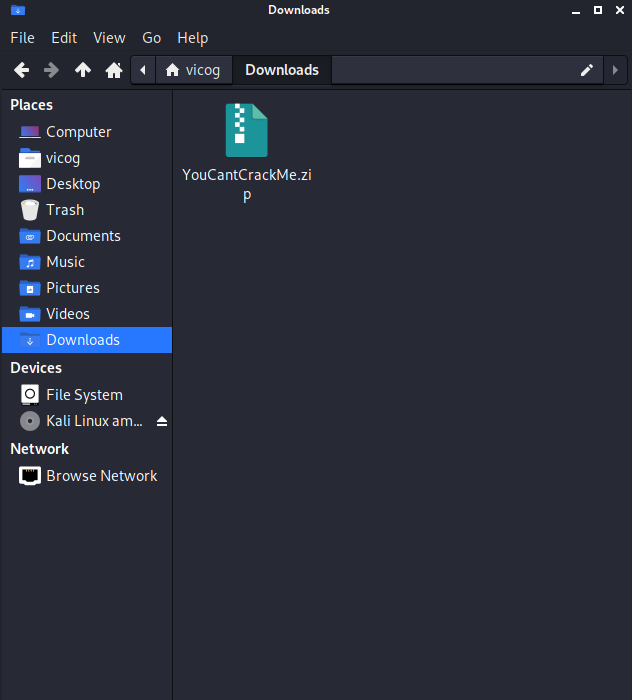 Downloads
File Edit View Go Help
vicog Downloads
Places
Computer
vicog
Desktop
Trash
Documents
Music
Pictures
Videos
Downloads
Devices
File System
Kali Linux am...
Network
Browse Network
YouCantCrackMe.zi
p